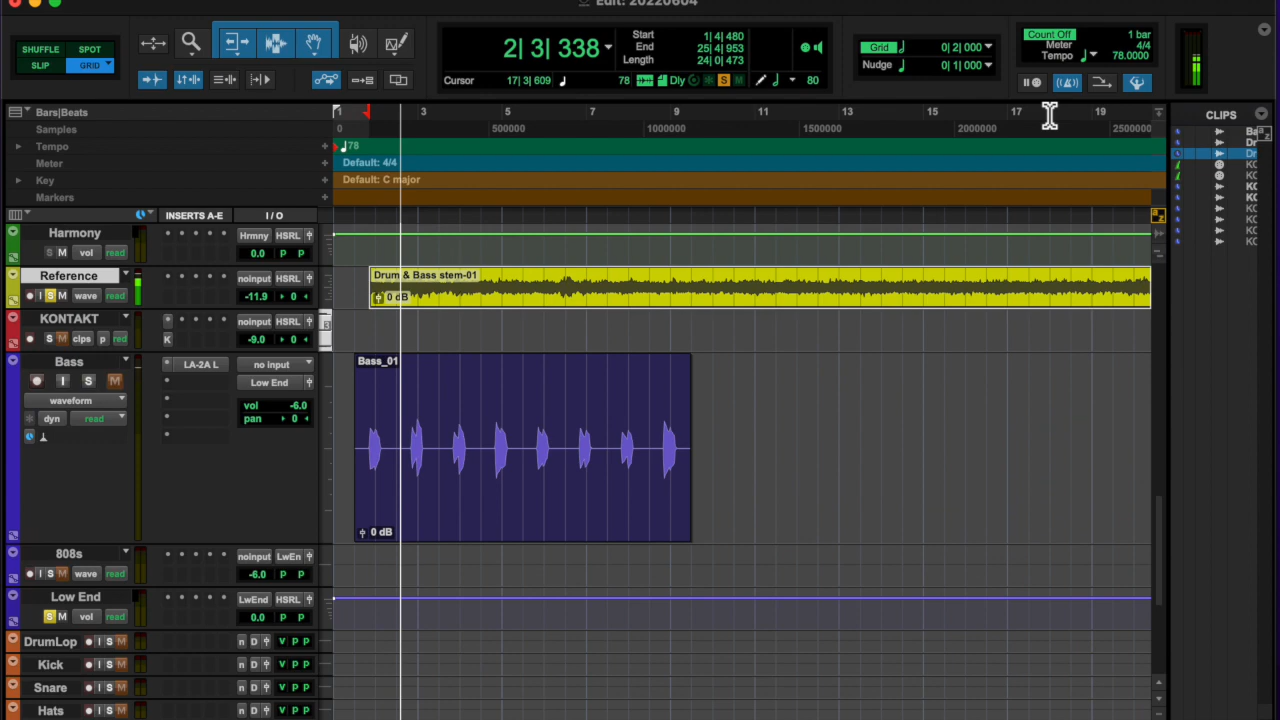 Edit: 20220604
SHUFFLE SPOT
SLIP GRID
2| 3| 338
Start 1| 4| 480
End 25| 4| 953
Length 24| 0| 473
Cursor 17| 3| 609 78 Dly S M 80
Grid 0| 2| 000
Nudge 0| 1| 000
Count Off 1 bar
Meter 4/4
Tempo 78.0000
Bars|Beats 1 3 5 7 9 11 13 15 17 19
Samples 0 500000 1000000 1500000 2000000 2500000
Tempo 78
Meter Default: 4/4
Key Default: C major
Markers
CLIPS
INSERTS A-E I / O
Harmony Hrmny HSRL
S M vol read 0.0 P P
Reference noInput HSRL Drum & Bass stem-01
I S M wave read -11.9 0 0 dB
KONTAKT noInput HSRL
S M clips p red K -9.0 0
Bass LA-2A L no input Bass_01
I S M Low End
waveform vol -6.0
dyn read pan 0
0 dB
808s noInput LwEn
I S M wave read -6.0 P P
Low End LwEnd HSRL
S M vol read 0.0 P P
DrumLop I S M n D V P P
Kick I S M n D V P P
Snare I S M n D V P P
Hats I S M n D V P P